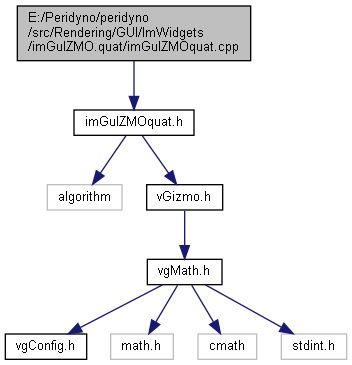 E:/Peridyno/peridyno
/src/Rendering/GUI/ImWidgets
/imGuIZMO.quat/imGuIZMOquat.cpp
imGuIZMOquat.h
algorithm
vGizmo.h
vgMath.h
vgConfig.h
math.h
cmath
stdint.h